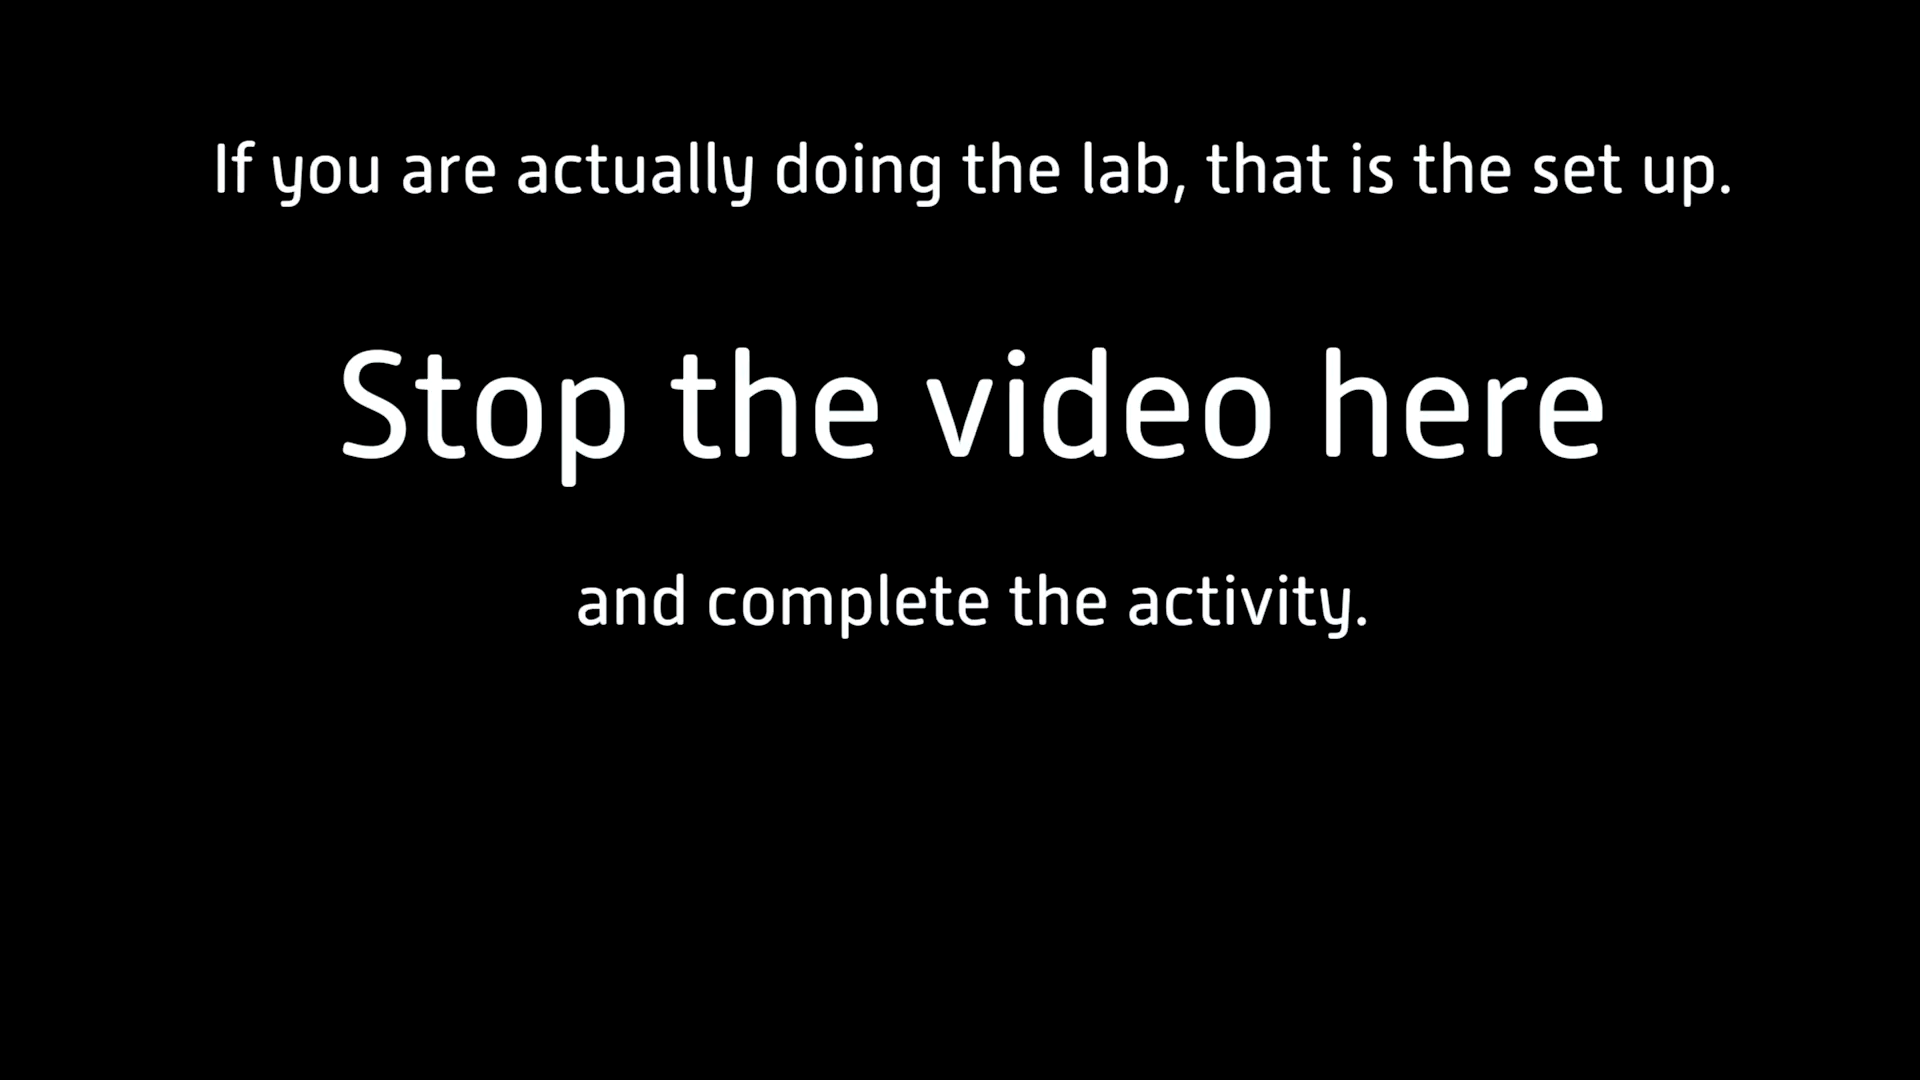 If you are actually doing the lab, that is the set up.
Stop the video here
and complete the activity.